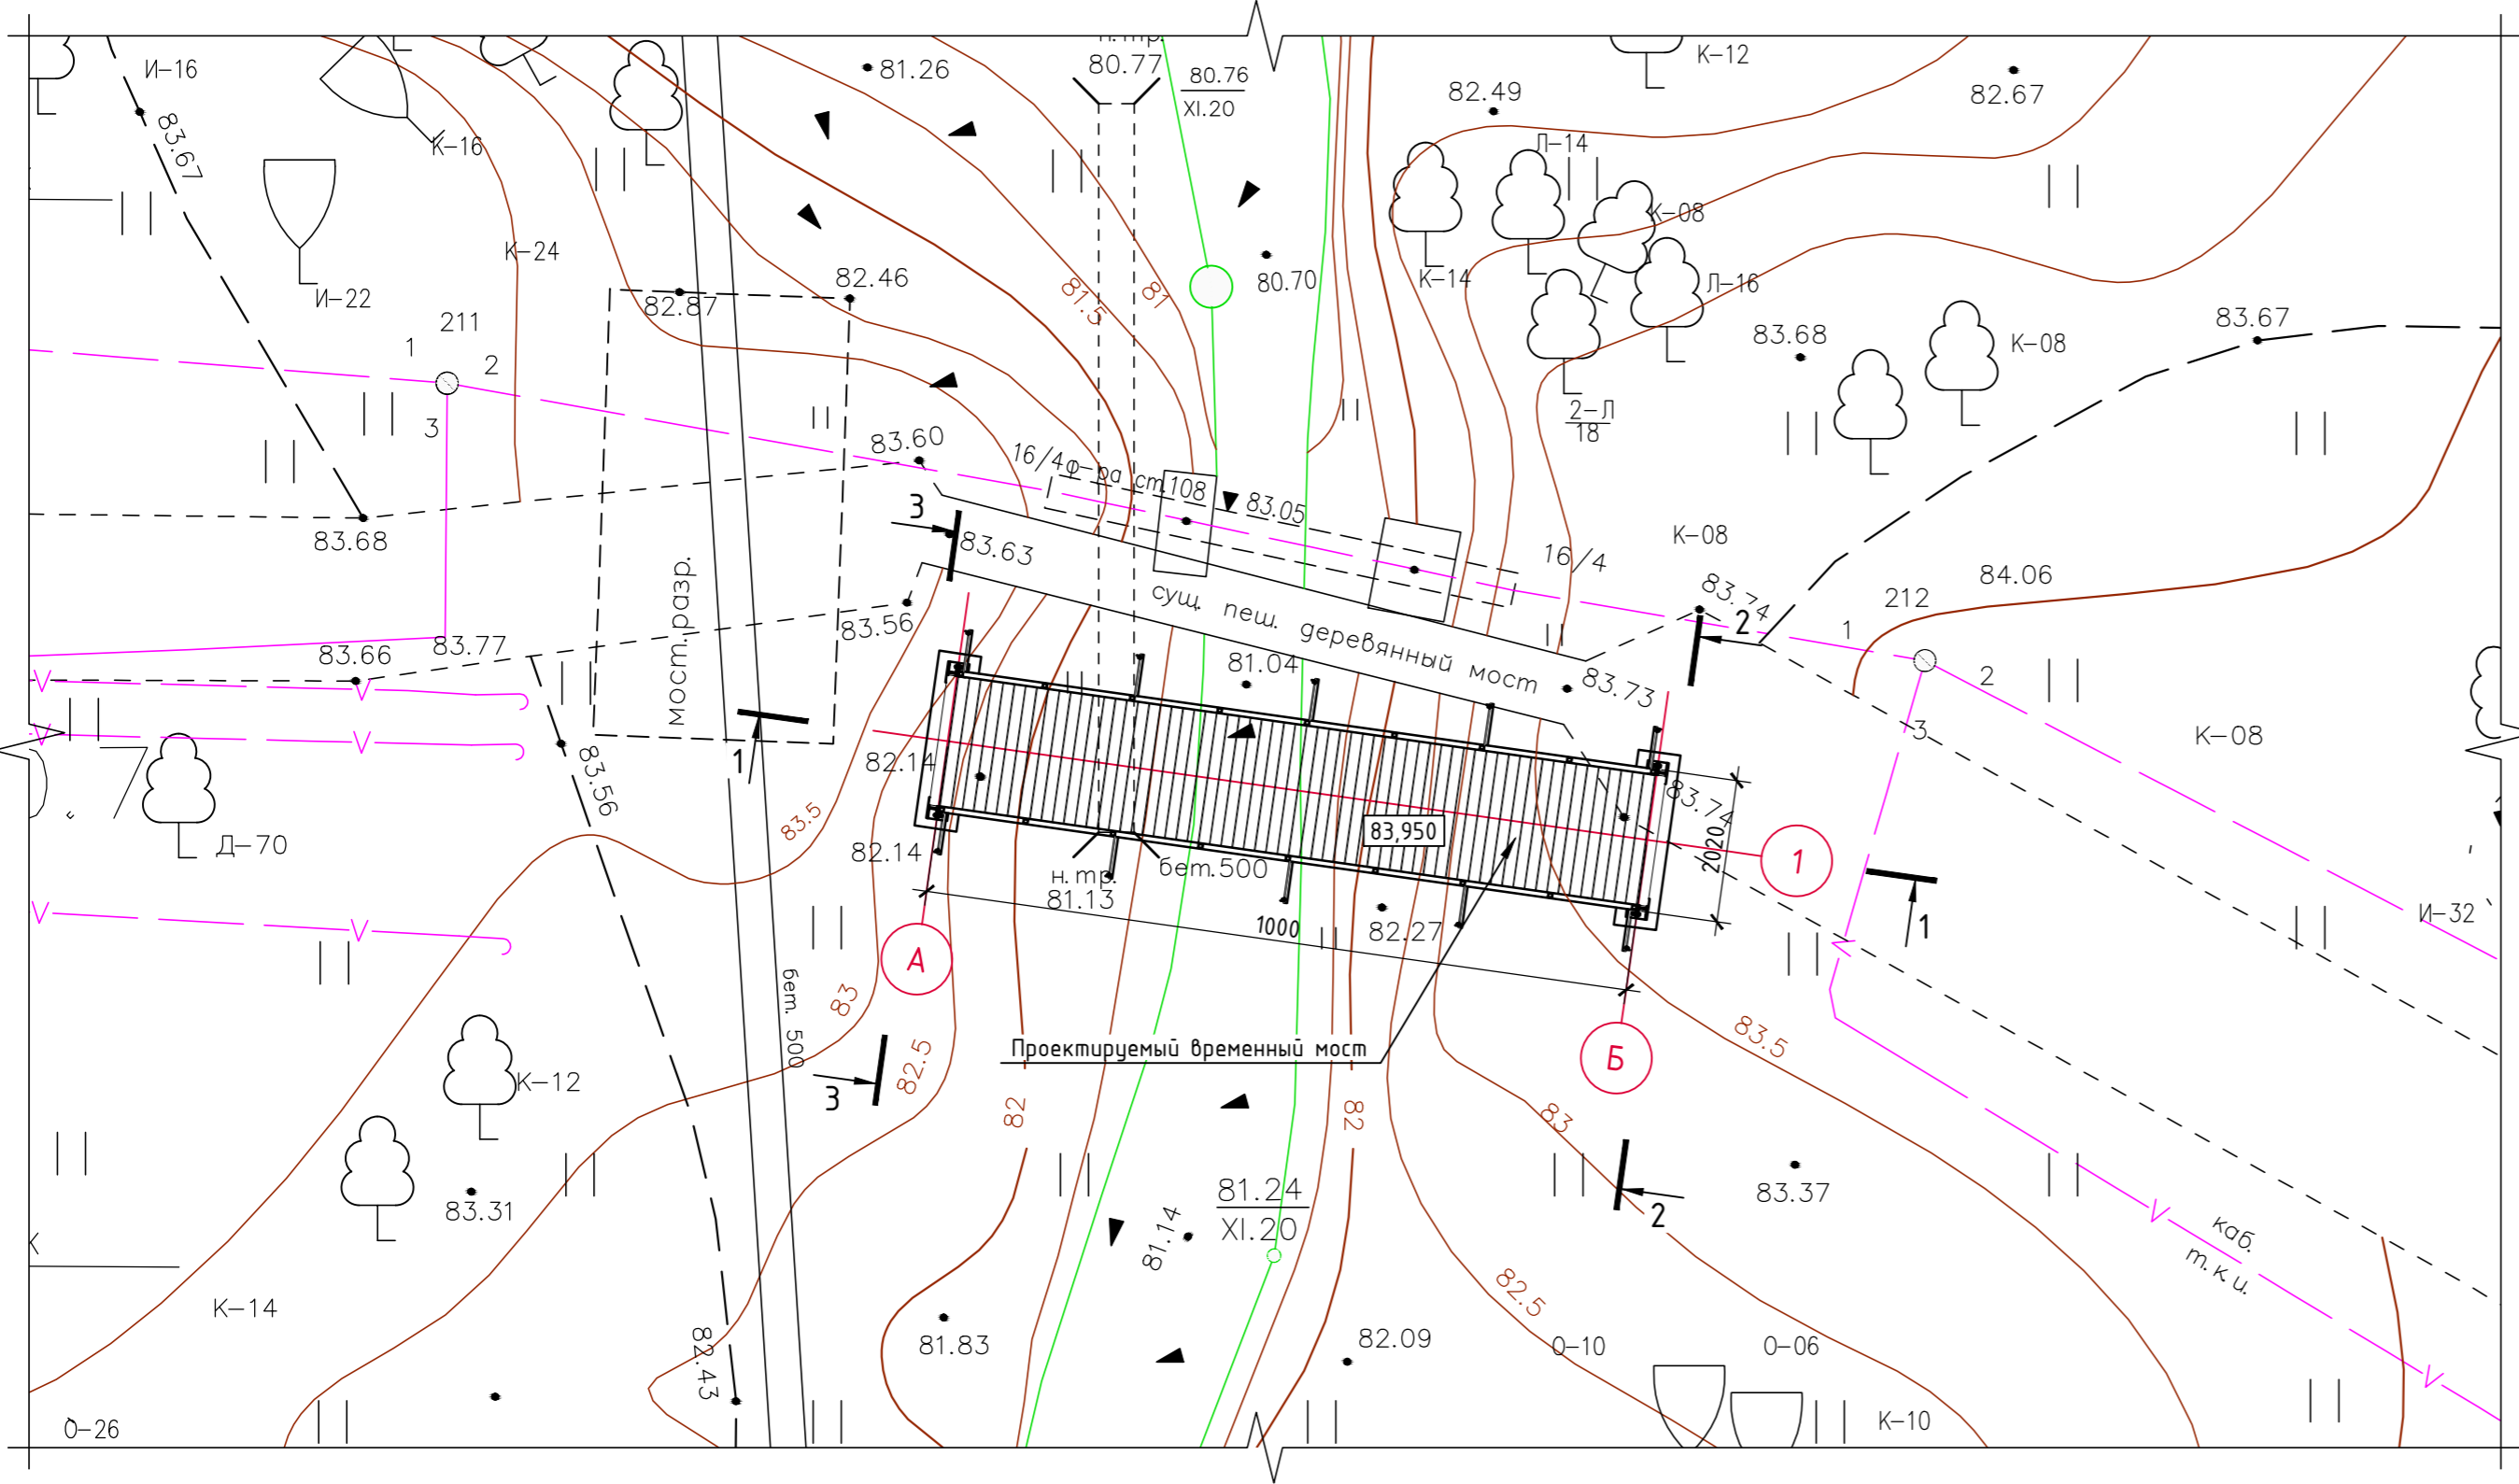 И-16
83.67
К-16
И-22
К-24
81.26
80.77
80.76
XI.20
82.49
К-12
82.67
Л-14
К-08
К-14
Л-16
80.70
81.5
81
82.87
82.46
211
1
2
3
83.68
К-08
83.67
2-Л
18
83.60
16/4ф-ра ст.108
83.05
3
83.63
83.68
16/4
К-08
83.74
2
84.06
212
1
2
3
сущ. пеш. деревянный мост
83.56
мост.разр.
83.66
83.77
81.04
83.73
К-08
83.56
1
82.14
83.5
83.74
83,950
2020
1
Д-70
82.14
н.тр.
81.13
бет.500
82.27
1000
И-32
1
А
83
бет. 500
82.5
Проектируемый временный мост
83.5
Б
К-12
3
82
82
83
83.31
81.24
XI.20
81.14
83.37
2
каб.
т.к.и.
К-14
82.5
82.43
81.83
82.09
О-10
О-06
О-26
К-10